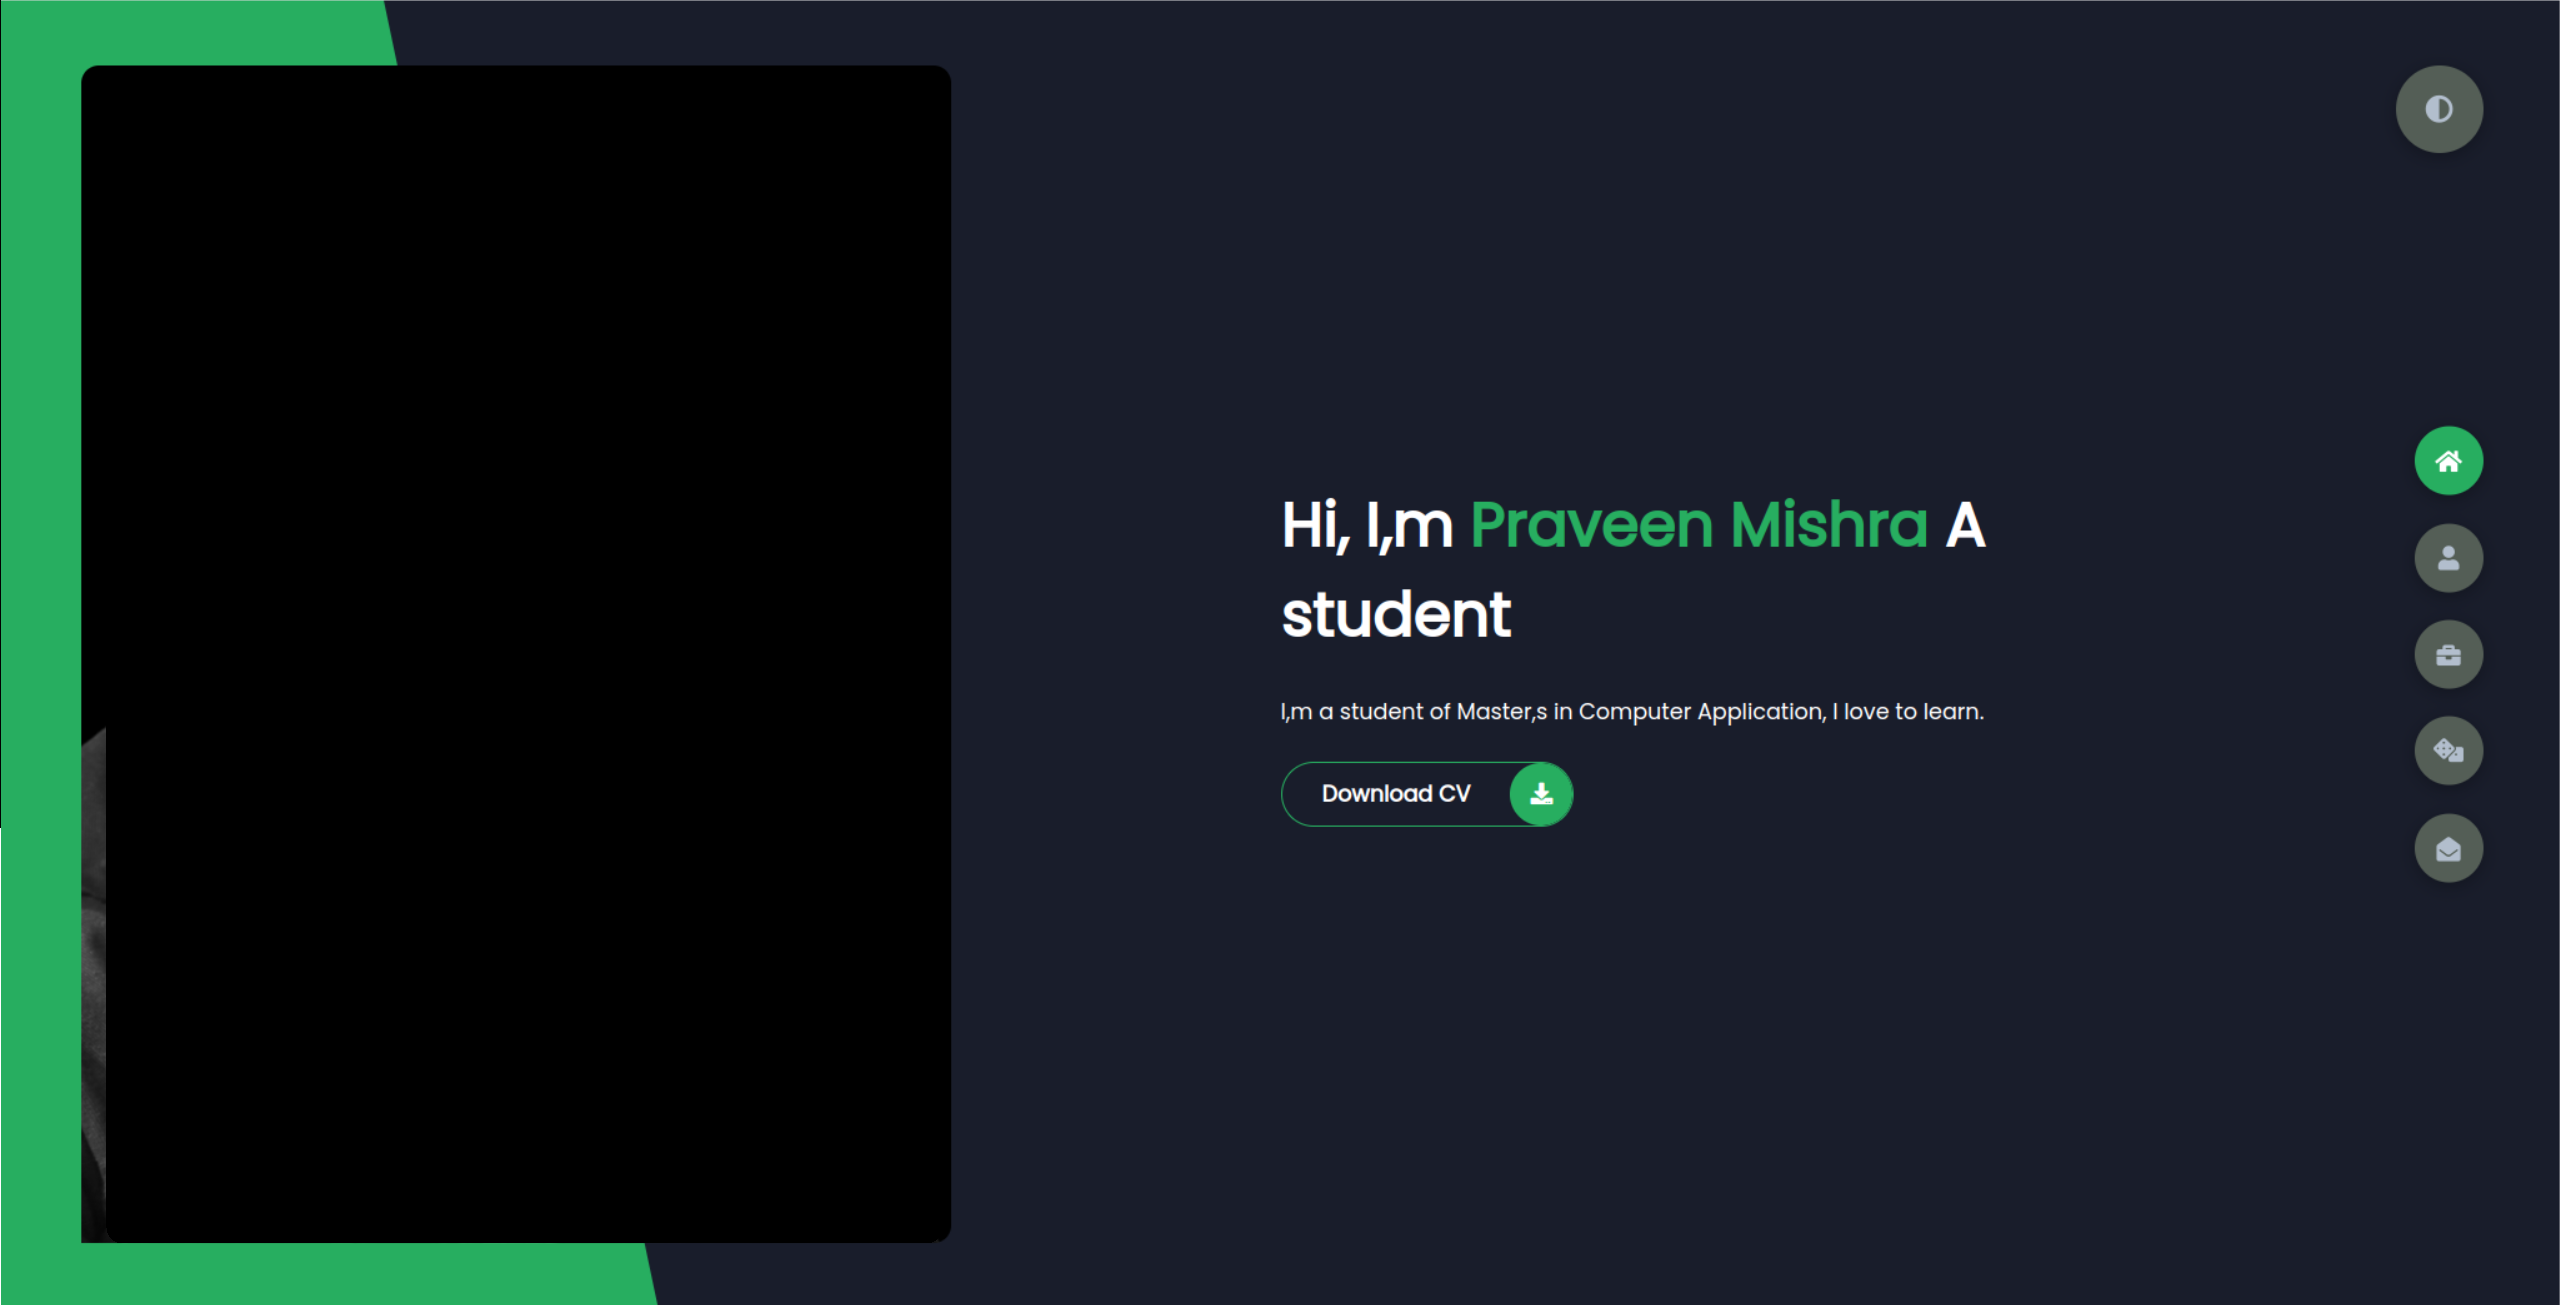 Hi, I,m Praveen Mishra A
student
I,m a student of Master,s in Computer Application, I love to learn.
Download CV